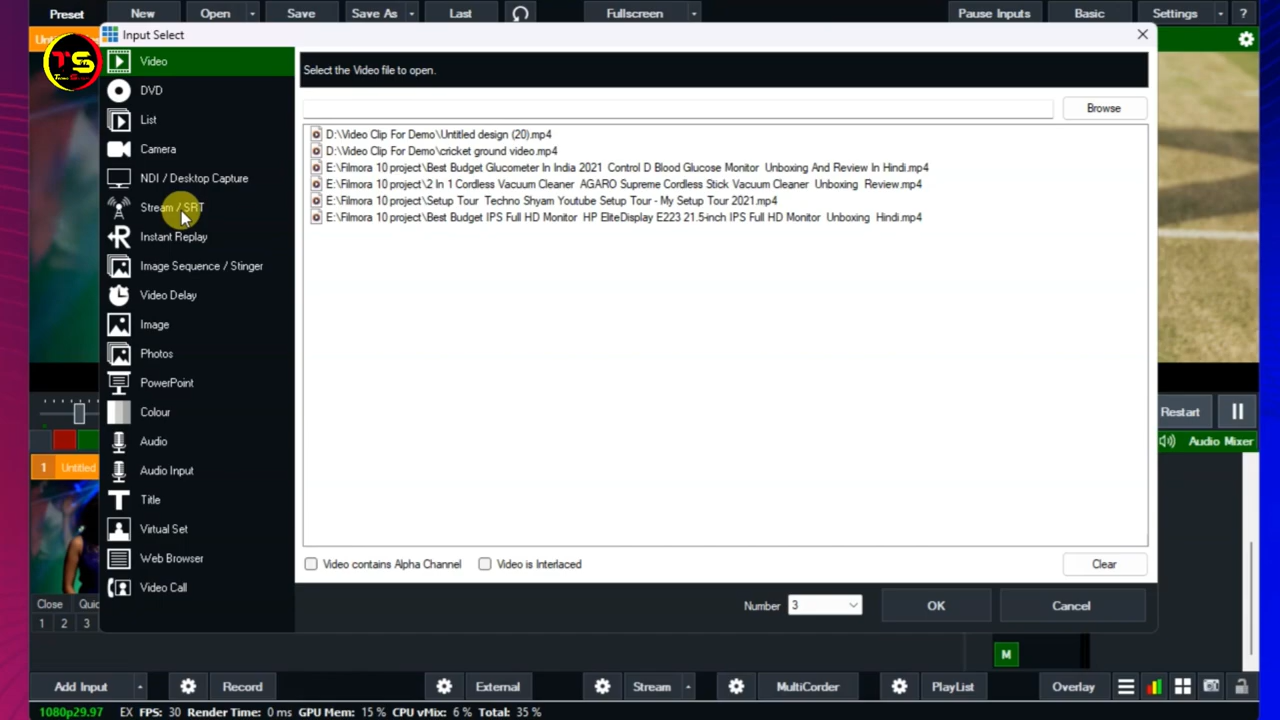 Preset New Open Save Save As Last Fullscreen Pause Inputs Basic Settings ?
Input Select
TS
Video
DVD
List
Camera
NDI / Desktop Capture
Stream / SRT
Instant Replay
Image Sequence / Stinger
Video Delay
Image
Photos
PowerPoint
Colour
Audio
Audio Input
Title
Virtual Set
Web Browser
Video Call
Select the Video file to open.
Browse
D:\Video Clip For Demo\Untitled design (20).mp4
D:\Video Clip For Demo\cricket ground video.mp4
E:\Filmora 10 project\Best Budget Glucometer In India 2021 Control D Blood Glucose Monitor Unboxing And Review In Hindi.mp4
E:\Filmora 10 project\2 In 1 Cordless Vacuum Cleaner AGARO Supreme Cordless Stick Vacuum Cleaner Unboxing Review.mp4
E:\Filmora 10 project\Setup Tour Techno Shyam Youtube Setup Tour - My Setup Tour 2021.mp4
E:\Filmora 10 project\Best Budget IPS Full HD Monitor HP EliteDisplay E223 21.5-inch IPS Full HD Monitor Unboxing Hindi.mp4
Video contains Alpha Channel Video is Interlaced Clear
Number 3 OK Cancel
Restart
Audio Mixer
1 Untitled
Close Quic
1 2 3
M
Add Input Record External Stream MultiCorder PlayList Overlay
1080p29.97 EX FPS: 30 Render Time: 0 ms GPU Mem: 15 % CPU vMix: 6 % Total: 35 %